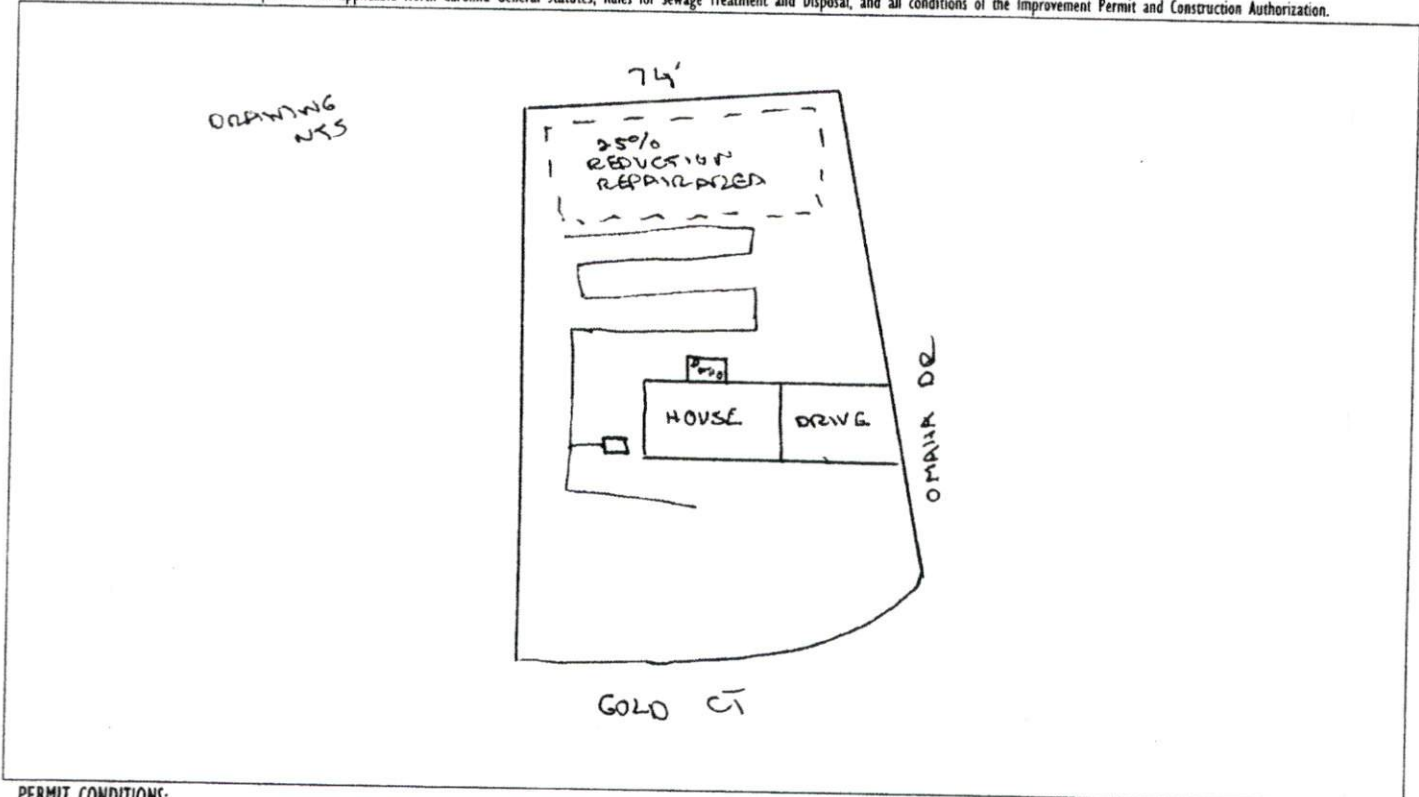 Applicable North Carolina General Statutes, Rules for Sewage Treatment and Disposal, and all conditions of the Improvement Permit and Construction Authorization.
DRAWING
NTS
74'
25%
REDUCTION
REPAIR AREA
PATIO
HOUSE
DRIVE
OMAHA DR
GOLD CT
PERMIT CONDITIONS: